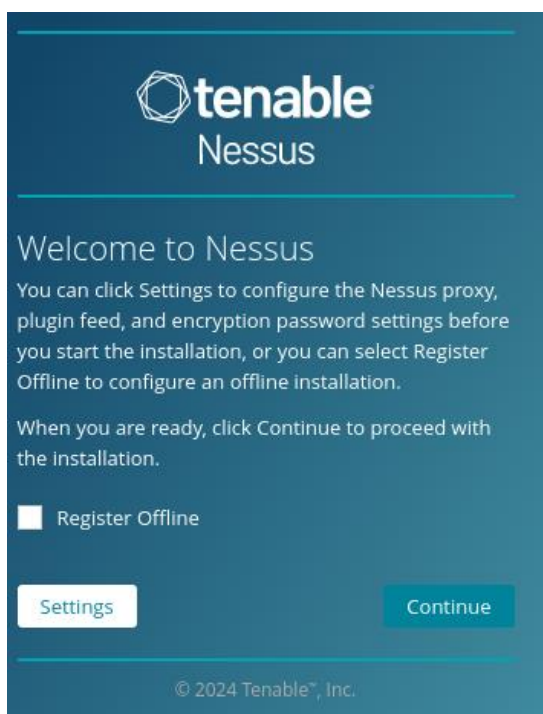 tenable
Nessus
Welcome to Nessus
You can click Settings to configure the Nessus proxy,
plugin feed, and encryption password settings before
you start the installation, or you can select Register
Offline to configure an offline installation.
When you are ready, click Continue to proceed with
the installation.
Register Offline
Settings
Continue
© 2024 Tenable™, Inc.